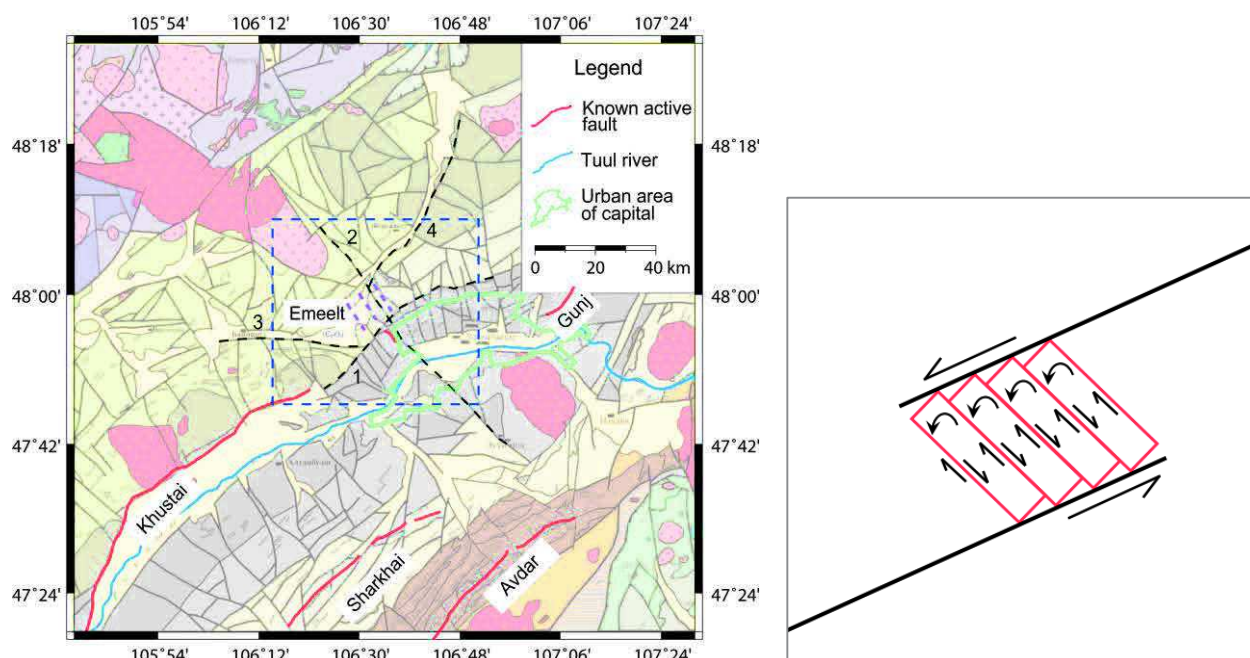 105˚54' 106˚12' 106˚30' 106˚48' 107˚06' 107˚24'
Legend
Known active
fault
Tuul river
Urban area
of capital
0 20 40 km
48˚18'
48˚00'
47˚42'
47˚24'
48˚18'
48˚00'
47˚42'
47˚24'
2
4
Emeelt
3
1
Gunj
Khustai
Sharkhai
Avdar
105˚54' 106˚12' 106˚30' 106˚48' 107˚06' 107˚24'